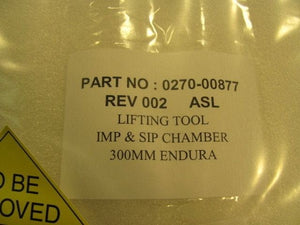 PART NO : 0270-00877
REV 002 ASL
LIFTING TOOL
IMP & SIP CHAMBER
300MM ENDURA
O BE
OVED